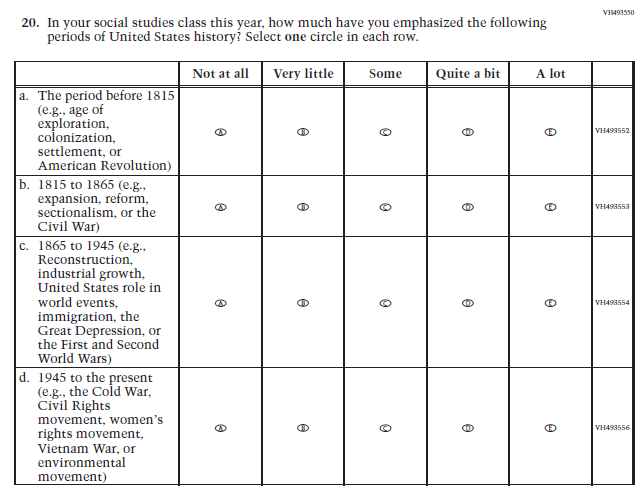 VH493550
20. In your social studies class this year, how much have you emphasized the following
periods of United States history? Select one circle in each row.
Not at all Very little Some Quite a bit A lot
a. The period before 1815
(e.g., age of
exploration,
colonization,
settlement, or
American Revolution)
A B C D E VH493552
b. 1815 to 1865 (e.g.,
expansion, reform,
sectionalism, or the
Civil War)
A B C D E VH493553
c. 1865 to 1945 (e.g.,
Reconstruction,
industrial growth,
United States role in
world events,
immigration, the
Great Depression, or
the First and Second
World Wars)
A B C D E VH493554
d. 1945 to the present
(e.g., the Cold War,
Civil Rights
movement, women's
rights movement,
Vietnam War, or
environmental
movement)
A B C D E VH493556